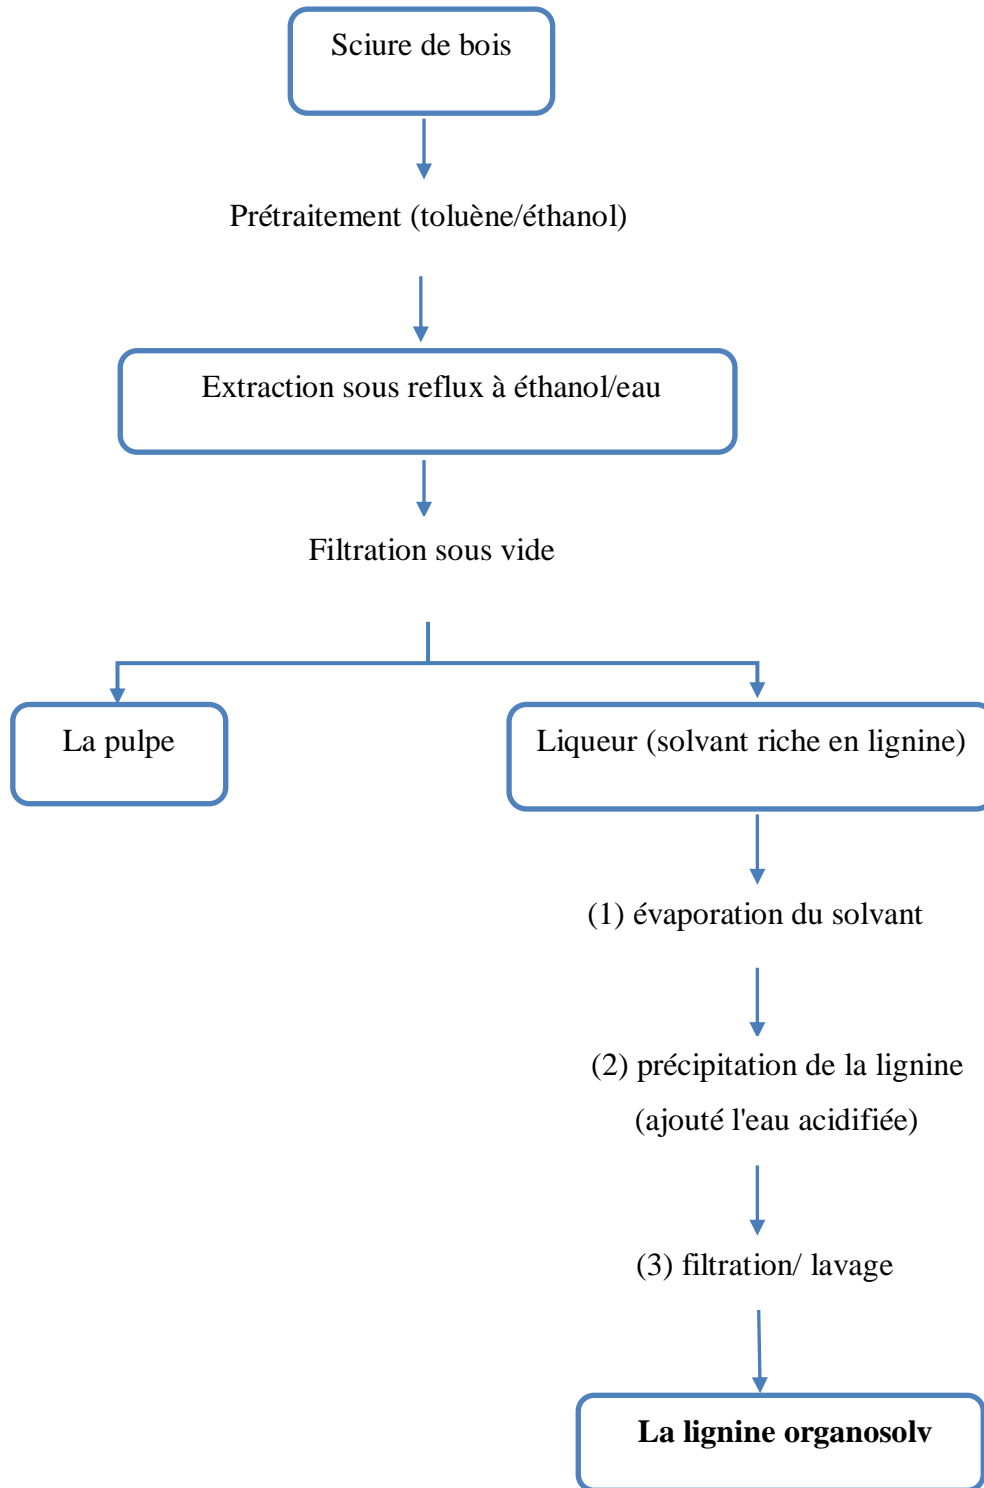 Sciure de bois
Prétraitement (toluène/éthanol)
Extraction sous reflux à éthanol/eau
Filtration sous vide
La pulpe
Liqueur (solvant riche en lignine)
(1) évaporation du solvant
(2) précipitation de la lignine
(ajouté l'eau acidifiée)
(3) filtration/ lavage
La lignine organosolv